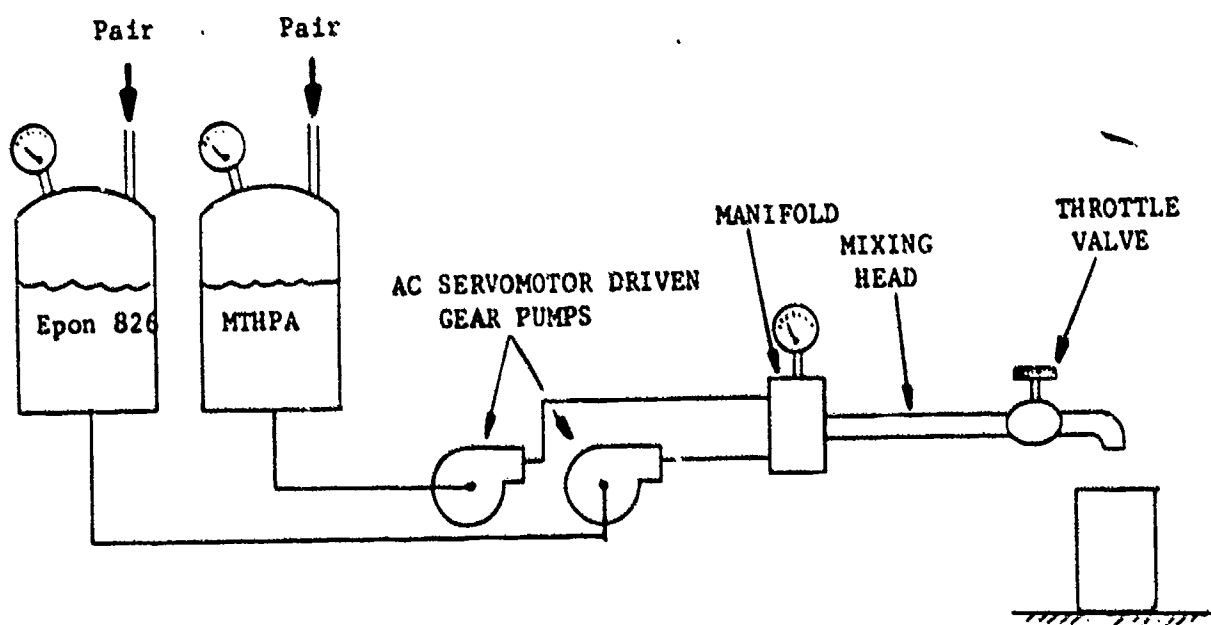 Pair
Pair
MANIFOLD
MIXING
HEAD
THROTTLE
VALVE
AC SERVOMOTOR DRIVEN
GEAR PUMPS
Epon 826
MTHPA